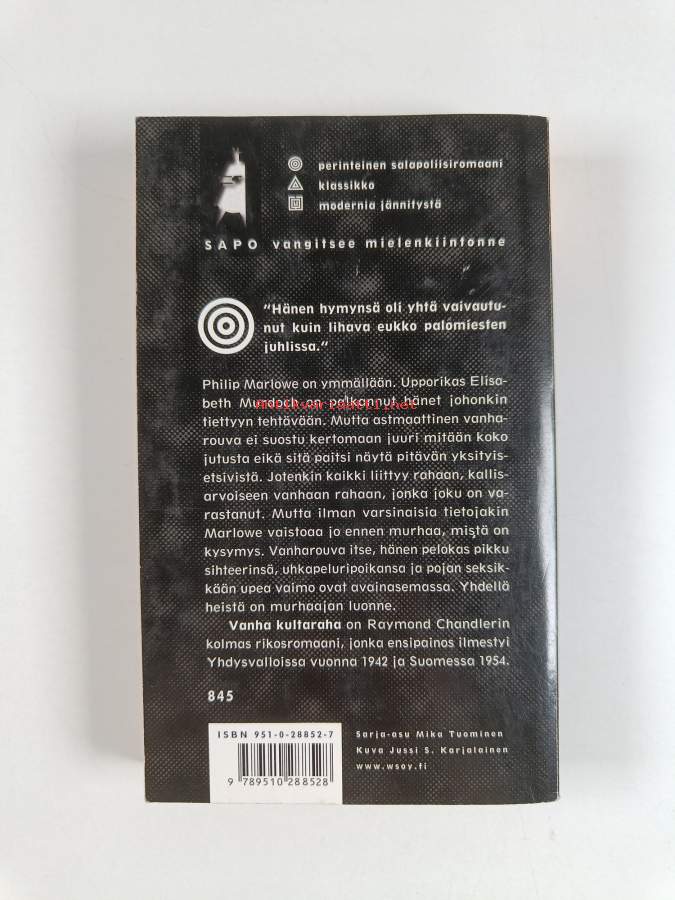 perinteinen salapoliisiromaani
klassikko
modernia jännitystä
SAPO vangitsee mielenkiintonne
"Hänen hymynsä oli yhtä vaivautu-
nut kuin lihava eukko palomiesten
juhlissa."
Philip Marlowe on ymmällään. Upporikas Elisa-
beth Murdoch on palkannut hänet johonkin
Antikvariaatti.net
tiettyyn tehtävään. Mutta astmaattinen vanha-
rouva ei suostu kertomaan juuri mitään koko
jutusta eikä sitä paitsi näytä pitävän yksityis-
etsivistä. Jotenkin kaikki liittyy rahaan, kallis-
arvoiseen vanhaan rahaan, jonka joku on va-
rastanut. Mutta ilman varsinaisia tietojakin
Marlowe vaistoaa jo ennen murhaa, mistä on
kysymys. Vanharouva itse, hänen pelokas pikku
sihteerinsä, uhkapeluripoikansa ja pojan seksik-
kään upea vaimo ovat avainasemassa. Yhdellä
heistä on murhaajan luonne.
Vanha kultaraha on Raymond Chandlerin
kolmas rikosromaani, jonka ensipainos ilmestyi
Yhdysvalloissa vuonna 1942 ja Suomessa 1954.
845
ISBN 951-0-28852-7
9 789510 288528
Sarja-asu Mika Tuominen
Kuva Jussi S. Karjalainen
www.wsoy.fi